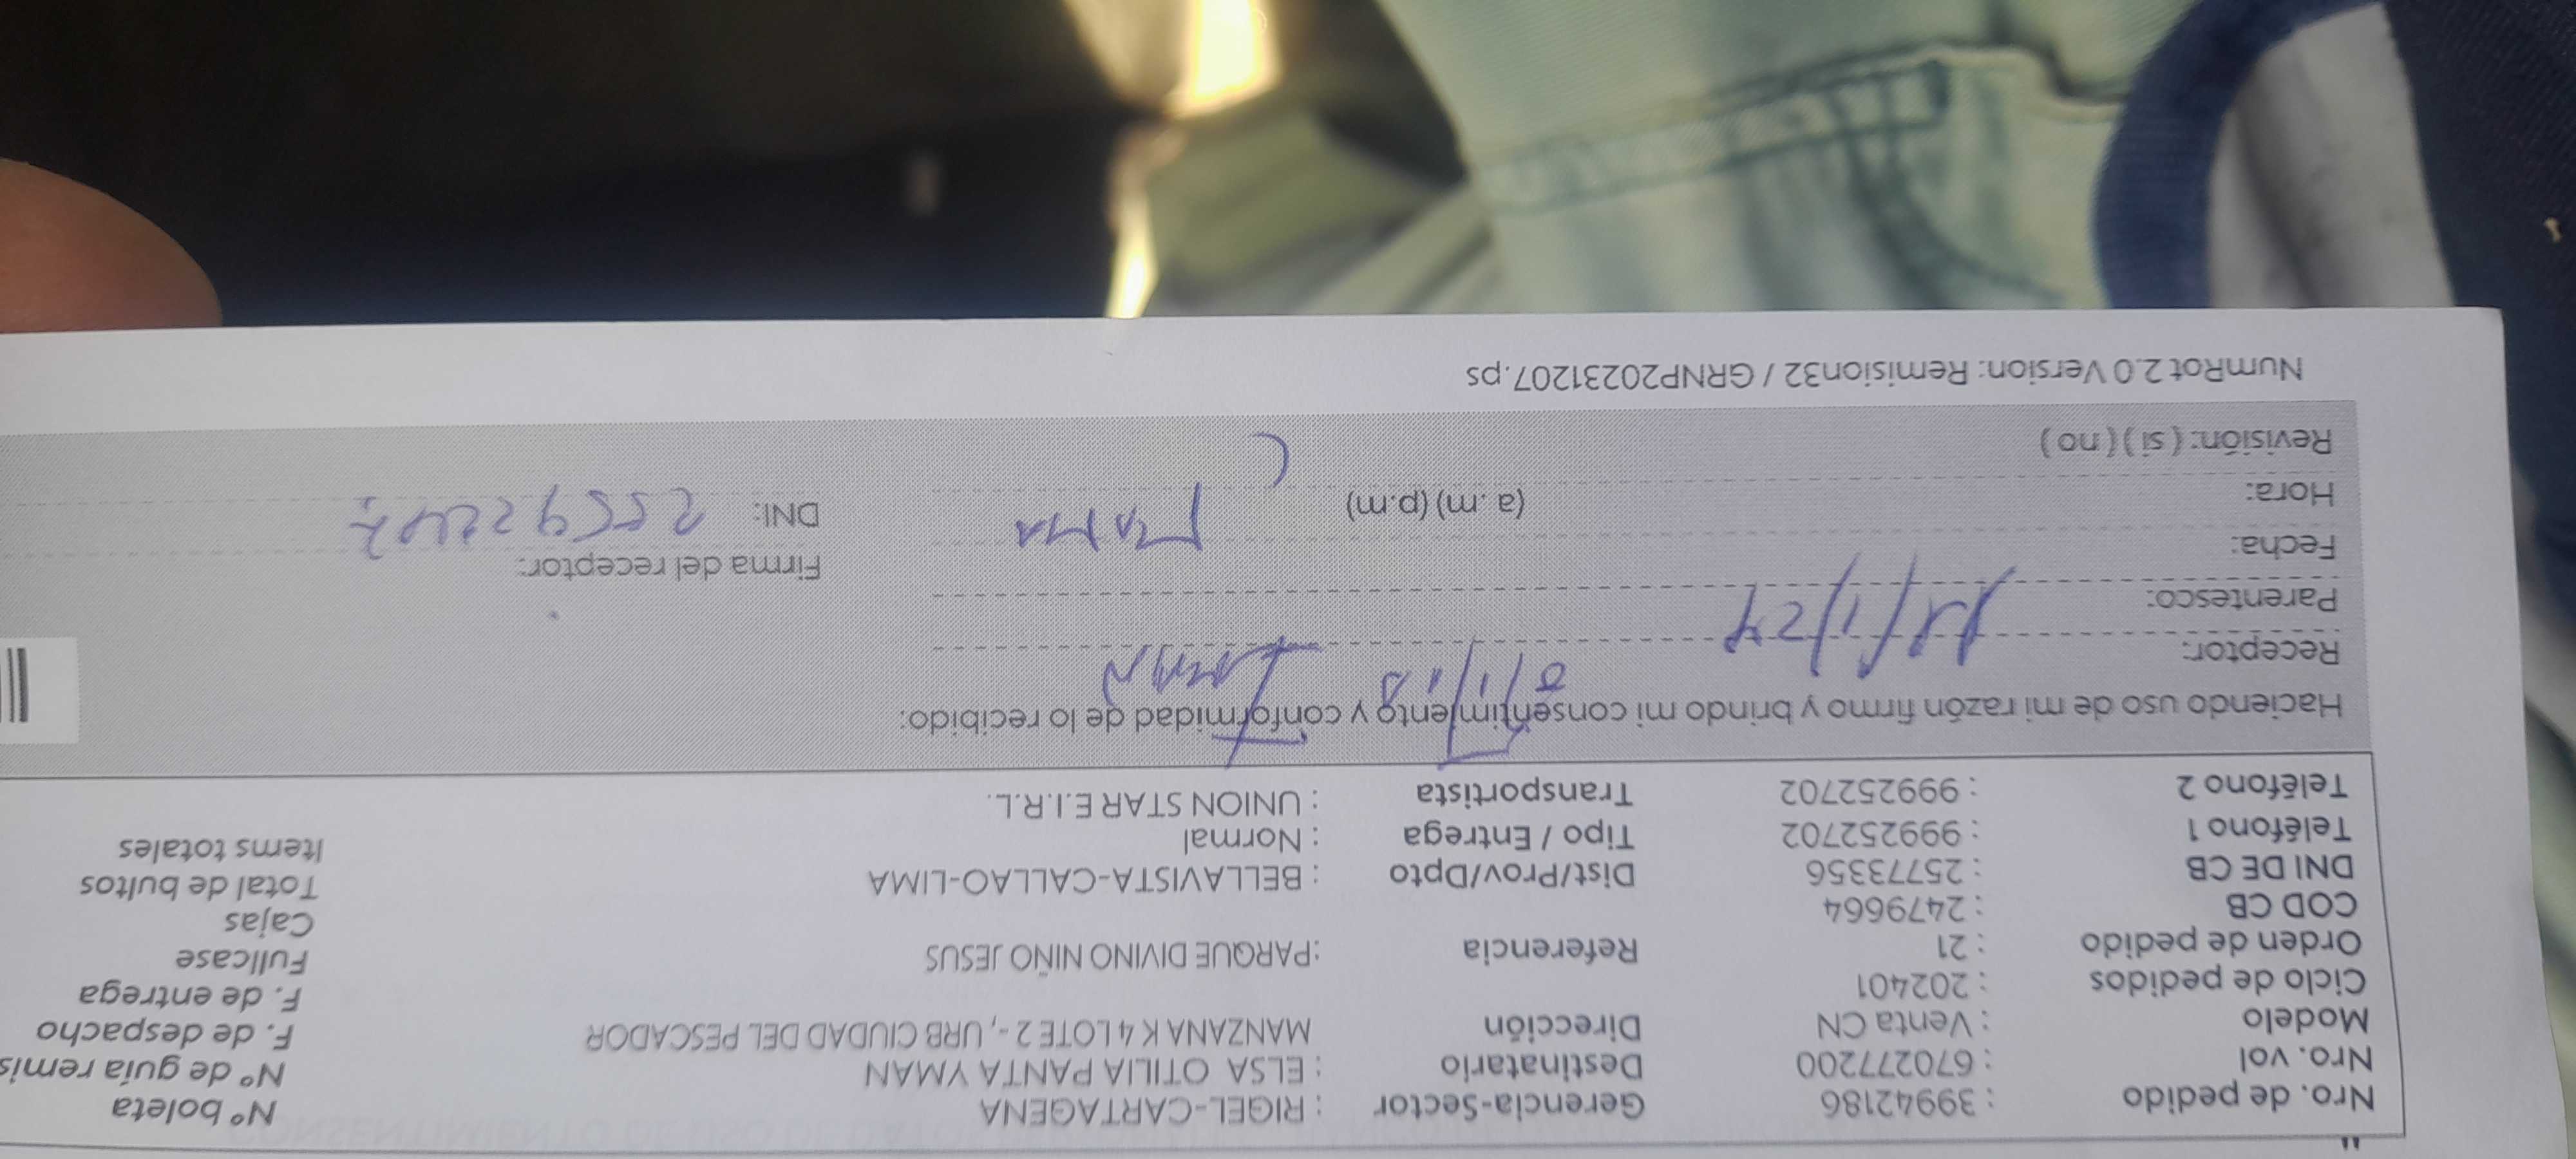 Nro. de pedido : 39942186 Gerencia-Sector : RIGEL-CARTAGENA Nº boleta
Nro. vol : 670277200 Destinatario : ELSA OTILIA PANTA YMAN Nº de guía remis
Modelo : Venta CN Dirección MANZANA K 4 LOTE 2 -, URB CIUDAD DEL PESCADOR F. de despacho
Ciclo de pedidos : 202401 F. de entrega
Orden de pedido : 21 Referencia :PARQUE DIVINO NIÑO JESUS Fullcase
COD CB : 2479664 Cajas
DNI DE CB : 25773356 Dist/Prov/Dpto : BELLAVISTA-CALLAO-LIMA Total de bultos
Teléfono 1 : 999252702 Tipo / Entrega : Normal Items totales
Teléfono 2 : 999252702 Transportista : UNION STAR E.I.R.L.
Haciendo uso de mi razón firmo y brindo mi consentimiento y conformidad de lo recibido:
Receptor:
Parentesco:
Fecha: Firma del receptor:
Hora: (a .m) (p.m) MAMA DNI:
Revisión: ( si ) ( no )
NumRot 2.0 Version: Remision32 / GRNP20231207.ps